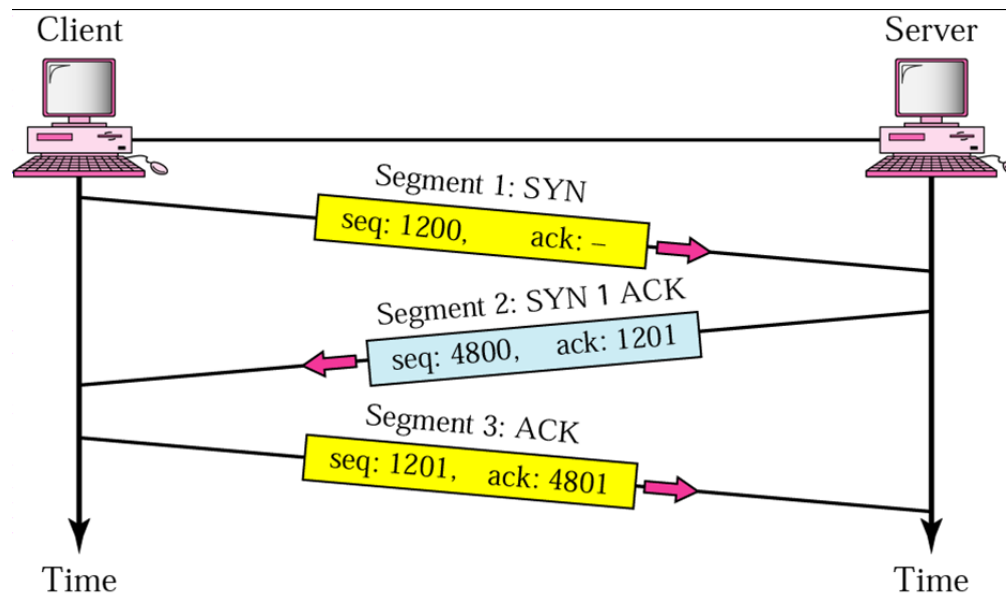 Client
Server
Segment 1: SYN
seq: 1200, ack: –
Segment 2: SYN 1 ACK
seq: 4800, ack: 1201
Segment 3: ACK
seq: 1201, ack: 4801
Time
Time